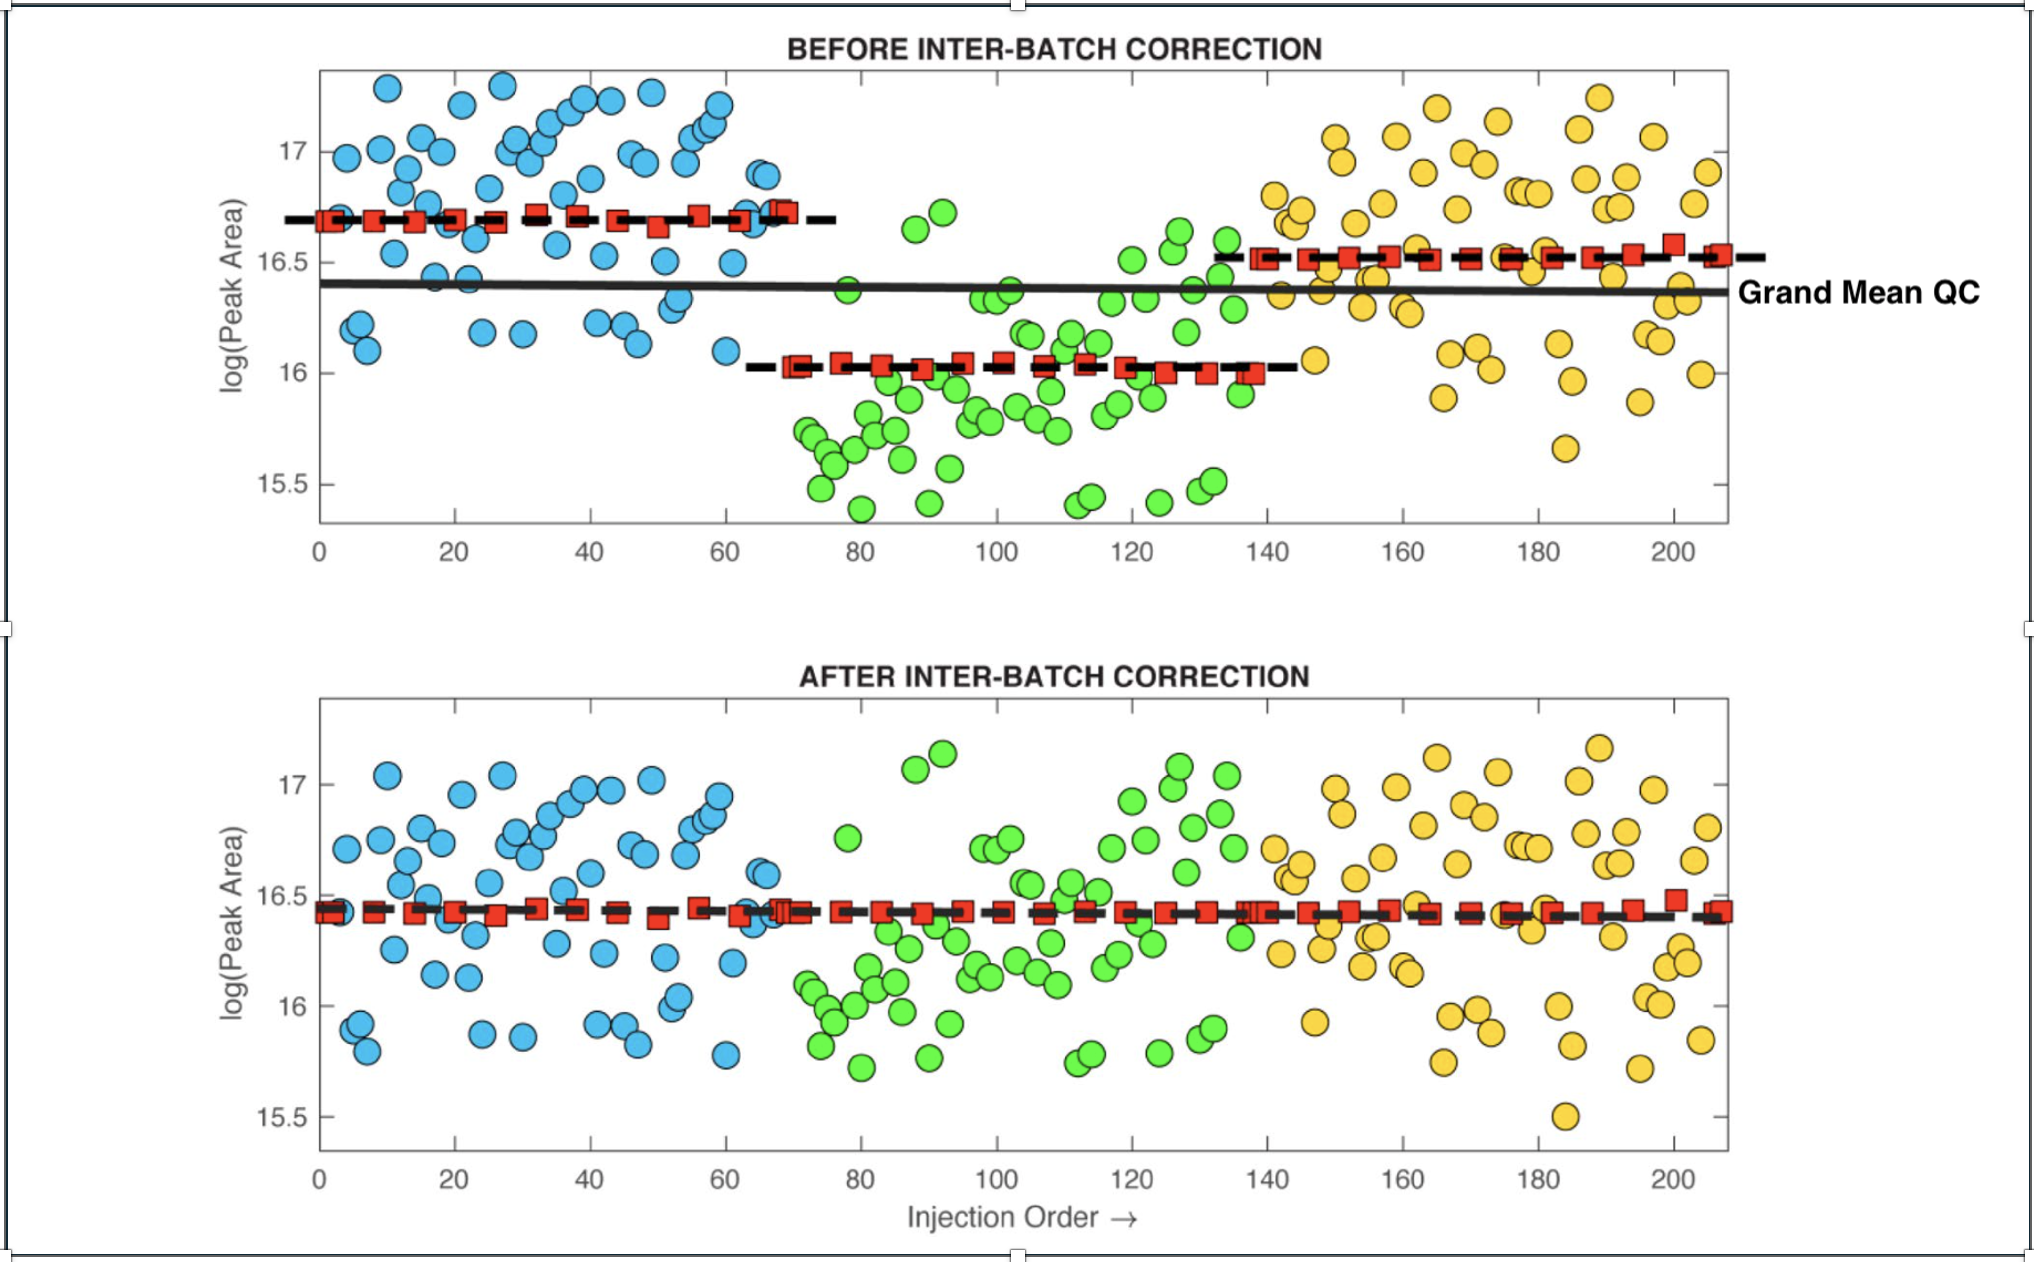 BEFORE INTER-BATCH CORRECTION
log(Peak Area)
17
16.5
16
15.5
Grand Mean QC
0 20 40 60 80 100 120 140 160 180 200
AFTER INTER-BATCH CORRECTION
log(Peak Area)
17
16.5
16
15.5
0 20 40 60 80 100 120 140 160 180 200
Injection Order →